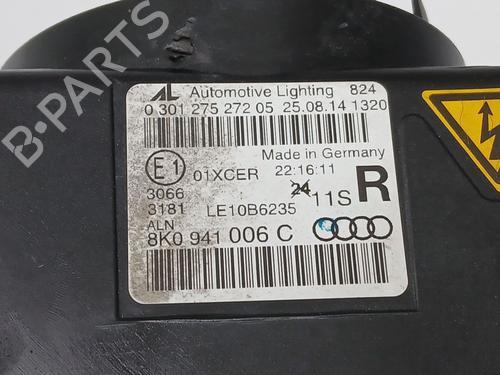 AL Automotive Lighting 824
0 301 275 272 05 25.08.14 1320
Made in Germany
E1 01XCER 22:16:11
3066 24 11S R
3181 LE10B6235
ALN
8K0 941 006 C
B-PARTS